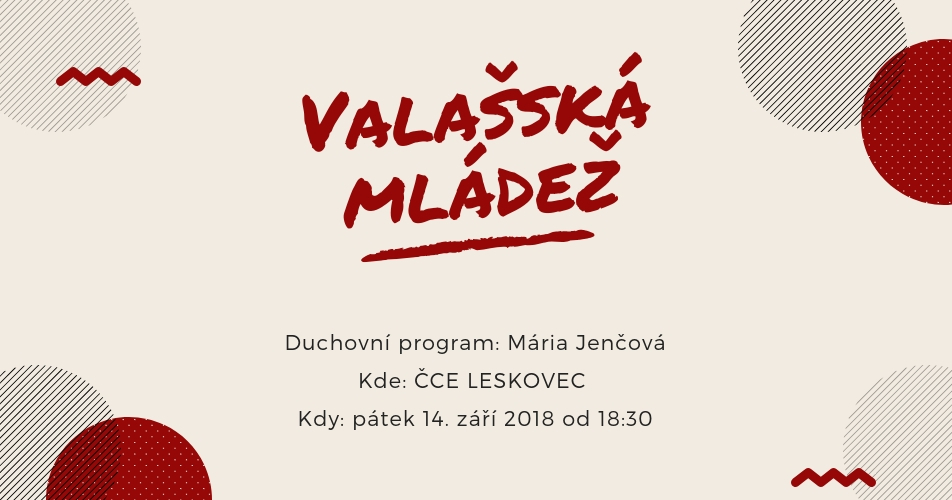 VALAŠSKÁ
MLÁDEŽ
Duchovní program: Mária Jenčová
Kde: ČCE LESKOVEC
Kdy: pátek 14. září 2018 od 18:30